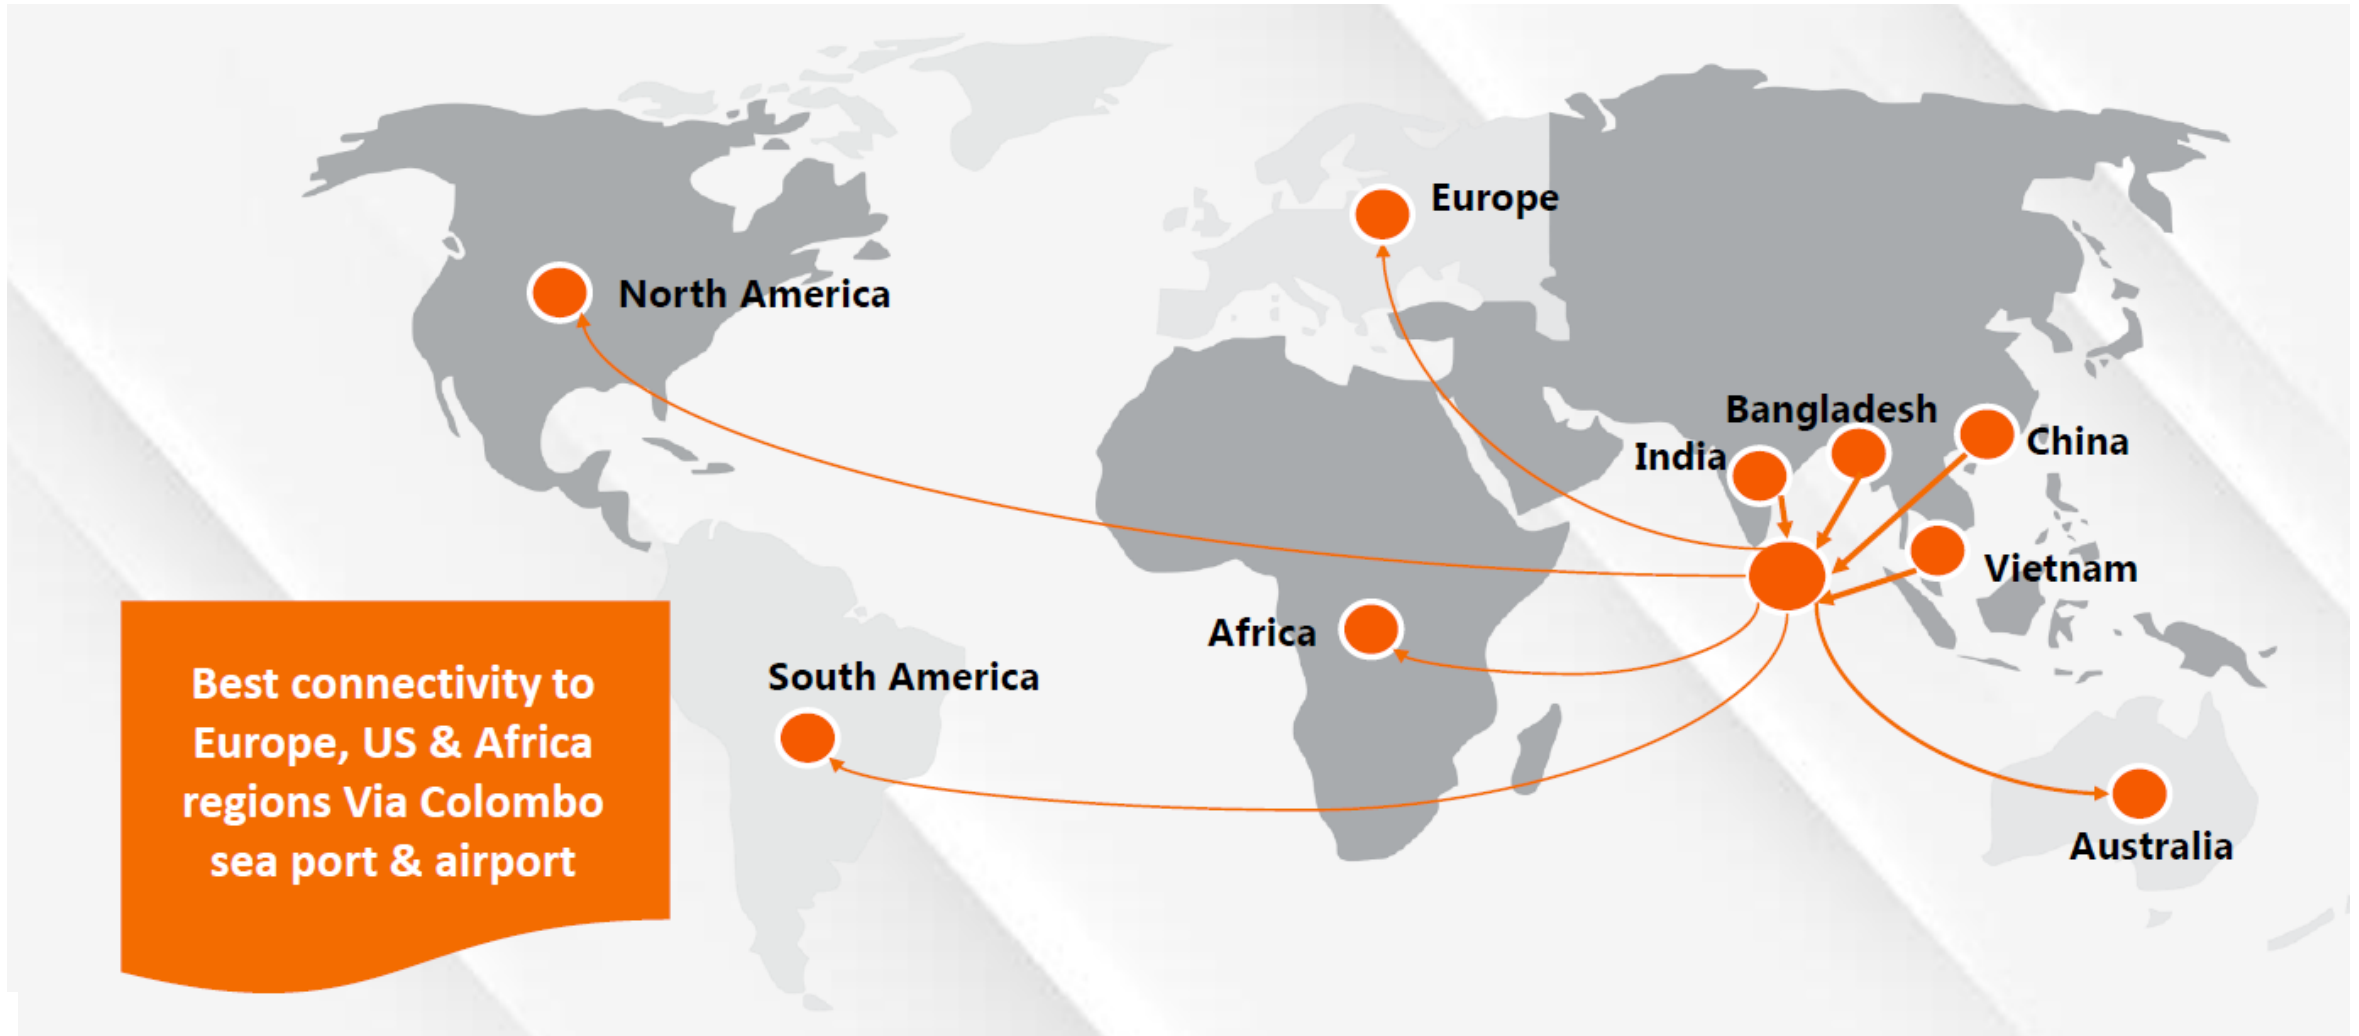 Europe
North America
Bangladesh
India
China
Vietnam
Africa
South America
Australia
Best connectivity to
Europe, US & Africa
regions Via Colombo
sea port & airport